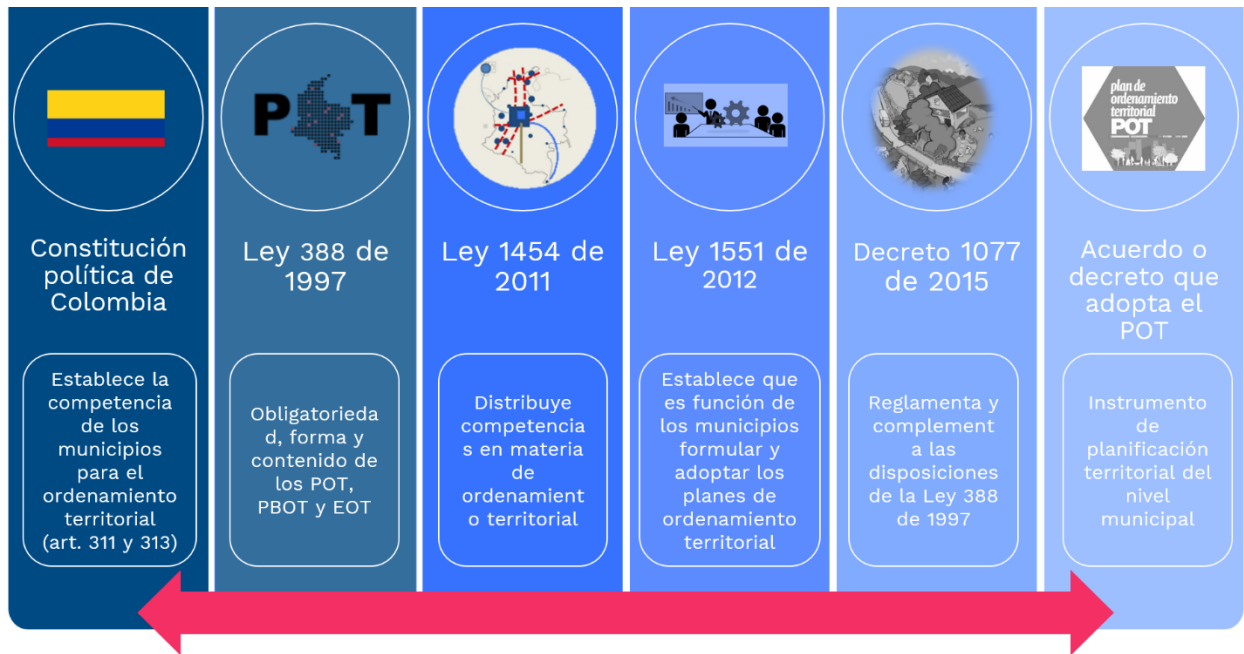 P T
plan de
ordenamiento
territorial
POT
Constitución
política de
Colombia
Ley 388 de
1997
Ley 1454 de
2011
Ley 1551 de
2012
Decreto 1077
de 2015
Acuerdo o
decreto que
adopta el
POT
Establece la
competencia
de los
municipios
para el
ordenamiento
territorial
(art. 311 y 313)
Obligatorieda
d, forma y
contenido de
los POT,
PBOT y EOT
Distribuye
competencia
s en materia
de
ordenamient
o territorial
Establece que
es función de
los municipios
formular y
adoptar los
planes de
ordenamiento
territorial
Reglamenta y
complement
a las
disposiciones
de la Ley 388
de 1997
Instrumento
de
planificación
territorial del
nivel
municipal